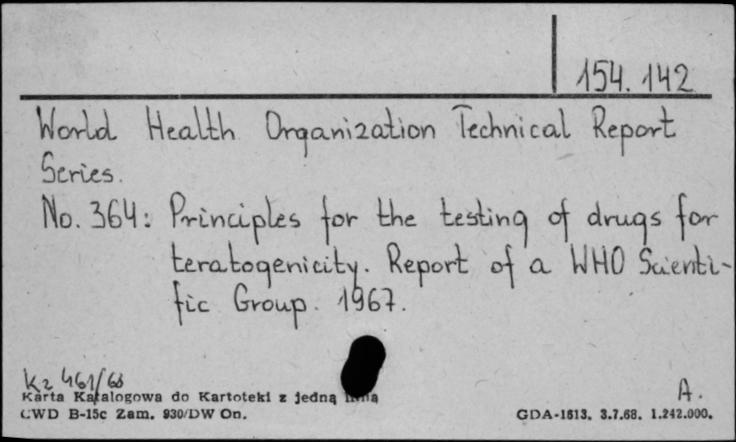 154.142
World Health Organization Technical Report
Series.
No. 364: Principles for the testing of drugs for
teratogenicity. Report of a WHO Scienti-
fic Group. 1967.
Kz 461/68
Karta Katalogowa do Kartoteki z jedną
A.
CWD B-15c Zam. 930/DW On.
GDA-1613. 3.7.68. 1.242.000.